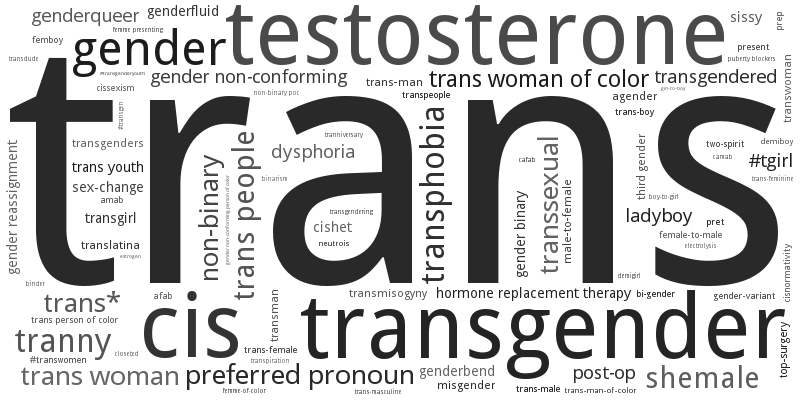 genderqueer
genderfluid
testosterone
sissy
prep
femme presenting
femboy
gender
present
transdude
puberty blockers
#transgenderyouth
gender non-conforming
trans-man
trans woman of color
transgendered
cissexism
non-binary poc
transpeople
girl-to-boy
agender
transwoman
trans
trans-boy
#transgirl
transgenders
tranniversary
dysphoria
transphobia
transsexual
third gender
two-spirit
demiboy
camab
#tgirl
cafab
gender reassignment
trans youth
non-binary
trans people
gender non-conforming person of color
binarism
trans-feminine
sex-change
amab
male-to-female
gender binary
boy-to-girl
transgirl
transgendering
cishet
neutrois
ladyboy
pret
female-to-male
electrolysis
translatina
estrogen
demigirl
cisnormativity
binder
trans*
afab
transmisogyny
hormone replacement therapy
bi-gender
gender-variant
trans person of color
cis
transman
transgender
tranny
closeted
trans-female
transpiration
#transwomen
top-surgery
trans woman
preferred pronoun
genderbend
misgender
post-op
shemale
femme-of-color
trans-masculine
trans-male
trans-man-of-color